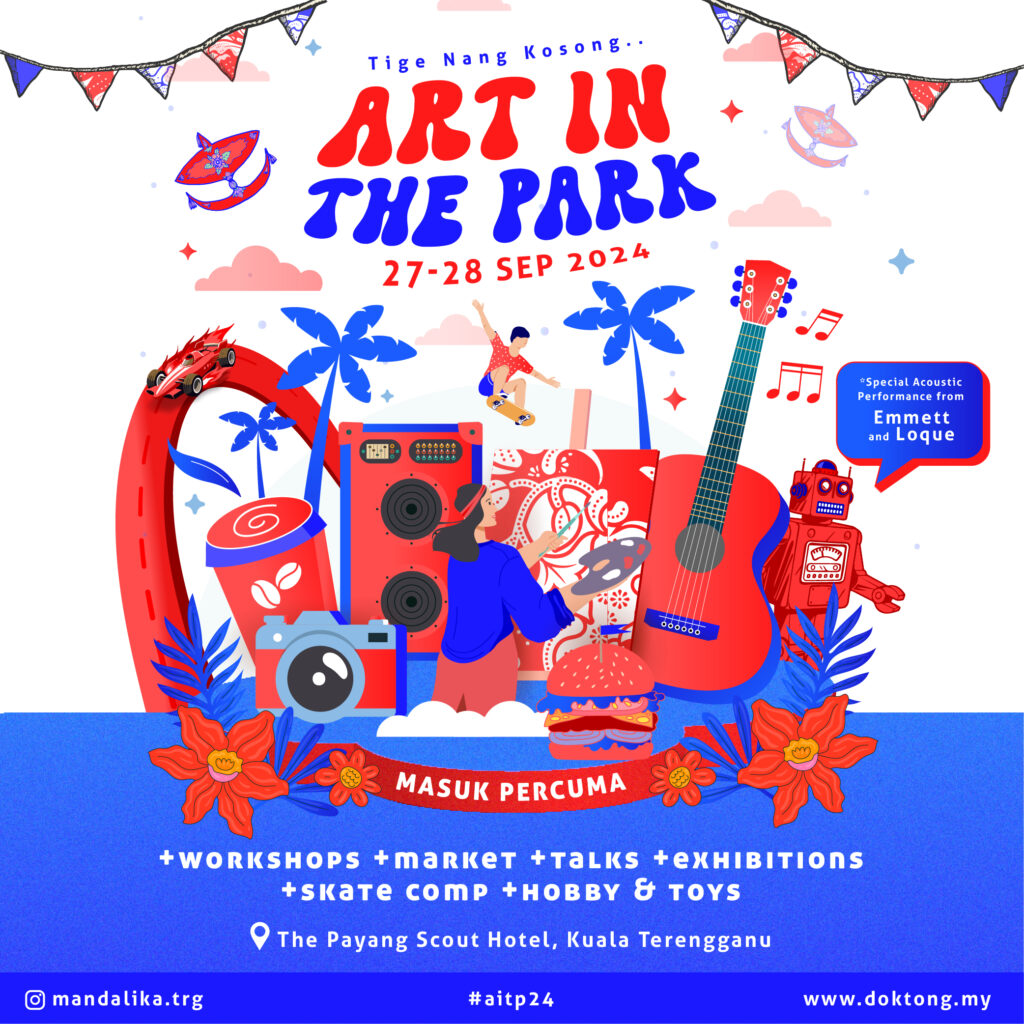 Tige Nang Kosong..
ART IN
THE PARK
27-28 SEP 2024
*Special Acoustic
Performance from
Emmett
and Loque
MASUK PERCUMA
+WORKSHOPS +MARKET +TALKS +EXHIBITIONS
+SKATE COMP +HOBBY & TOYS
The Payang Scout Hotel, Kuala Terengganu
mandalika.trg
#aitp24
www.doktong.my